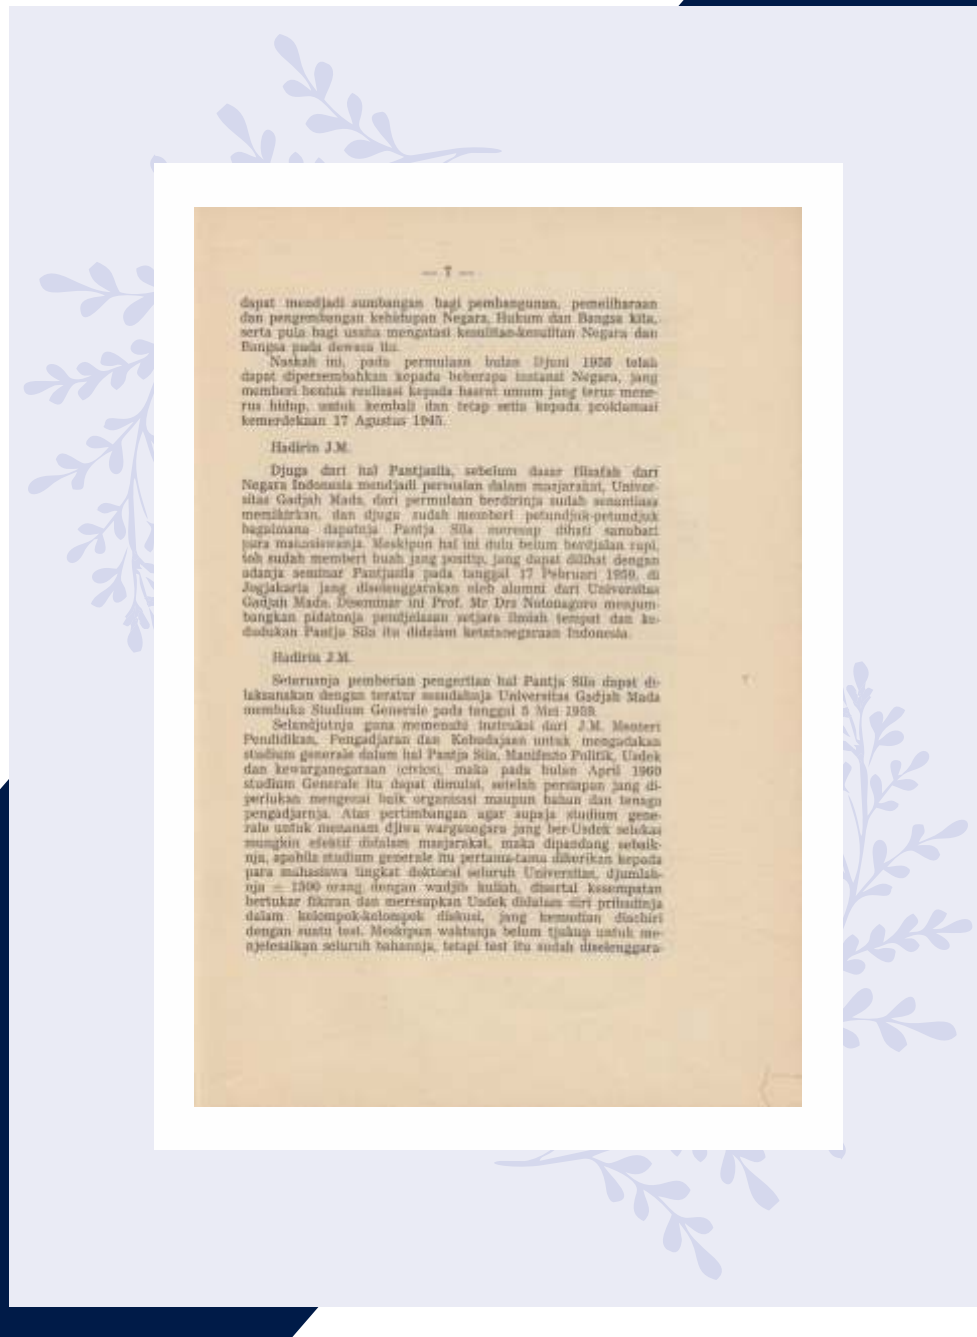 — 7 —
dapat mendjadi sumbangan bagi pembangunan, pemeliharaan
dan pengembangan kehidupan Negara, Hukum dan Bangsa kita,
serta pula bagi usaha mengatasi kesulitan-kesulitan Negara dan
Bangsa pada dewasa itu.
Naskah ini, pada permulaan bulan Djuni 1956 telah
dapat dipersembahkan kepada beberapa instansi Negara, jang
memberi bentuk realisasi kepada hasrat umum jang terus mene-
rus hidup, untuk kembali dan tetap setia kepada proklamasi
kemerdekaan 17 Agustus 1945.
Hadirin J.M.
Djuga dari hal Pantjasila, sebelum dasar filsafah dari
Negara Indonesia mendjadi persoalan dalam masjarakat, Univer-
sitas Gadjah Mada, dari permulaan berdirinja sudah senantiasa
memikirkan, dan djuga sudah memberi petundjuk-petundjuk
bagaimana dapatnja Pantja Sila meresap dihati sanubari
para mahasiswanja. Meskipun hal ini dulu belum berdjalan rapi,
toh sudah memberi buah jang positip, jang dapat dilihat dengan
adanja seminar Pantjasila pada tanggal 17 Pebruari 1959, di
Jogjakarta jang diselenggarakan oleh alumni dari Universitas
Gadjah Mada. Diseminar ini Prof. Mr Drs Notonagoro menjum-
bangkan pidatonja pendjelasan setjara ilmiah tempat dan ke-
dudukan Pantja Sila itu didalam ketatanegaraan Indonesia.
Hadirin J.M.
Seterusnja pemberian pengertian hal Pantja Sila dapat di-
laksanakan dengan teratur sesudahnja Universitas Gadjah Mada
membuka Studium Generale pada tanggal 5 Mei 1959.
Selandjutnja guna memenuhi instruksi dari J.M. Menteri
Pendidikan, Pengadjaran dan Kebudajaan untuk mengadakan
studium generale dalam hal Pantja Sila, Manifesto Politik, Usdek
dan kewarganegaraan (civics), maka pada bulan April 1960
studium Generale itu dapat dimulai, setelah persiapan jang di-
perlukan mengenai baik organisasi maupun bahan dan tenaga
pengadjarnja. Atas pertimbangan agar supaja studium gene-
rale untuk menanam djiwa warganegara jang ber-Usdek selekas
mungkin efektif didalam masjarakat, maka dipandang sebaik-
nja, apabila studium generale itu pertama-tama diberikan kepada
para mahasiswa tingkat doktoral seluruh Universitas, djumlah-
nja ± 1500 orang dengan wadjib kuliah, disertai kesempatan
bertukar fikiran dan meresapkan Usdek didalam diri pribadinja
dalam kelompok-kelompok diskusi, jang kemudian diachiri
dengan suatu test. Meskipun waktunja belum tjukup untuk me-
njelesaikan seluruh bahannja, tetapi test itu sudah diselenggara-